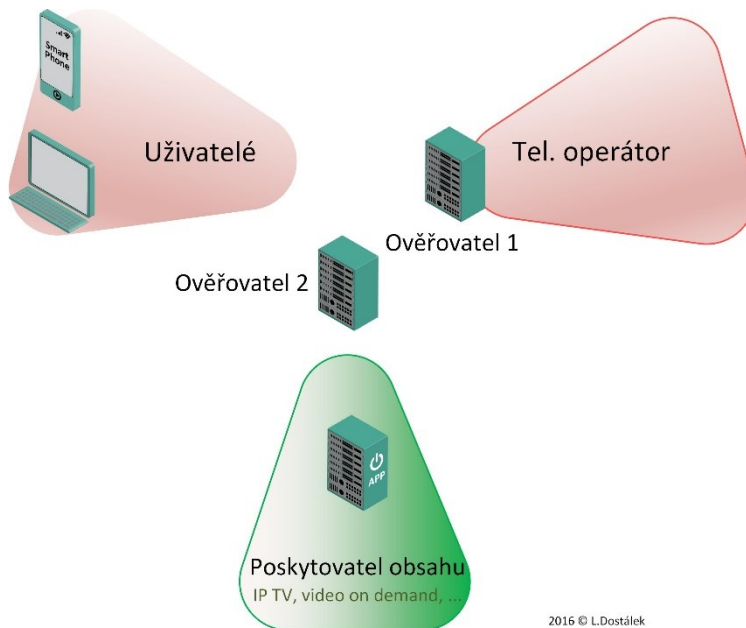 Smart
Phone
Uživatelé
Tel. operátor
Ověřovatel 1
Ověřovatel 2
APP
Poskytovatel obsahu
IP TV, video on demand, ...
2016 © L.Dostálek